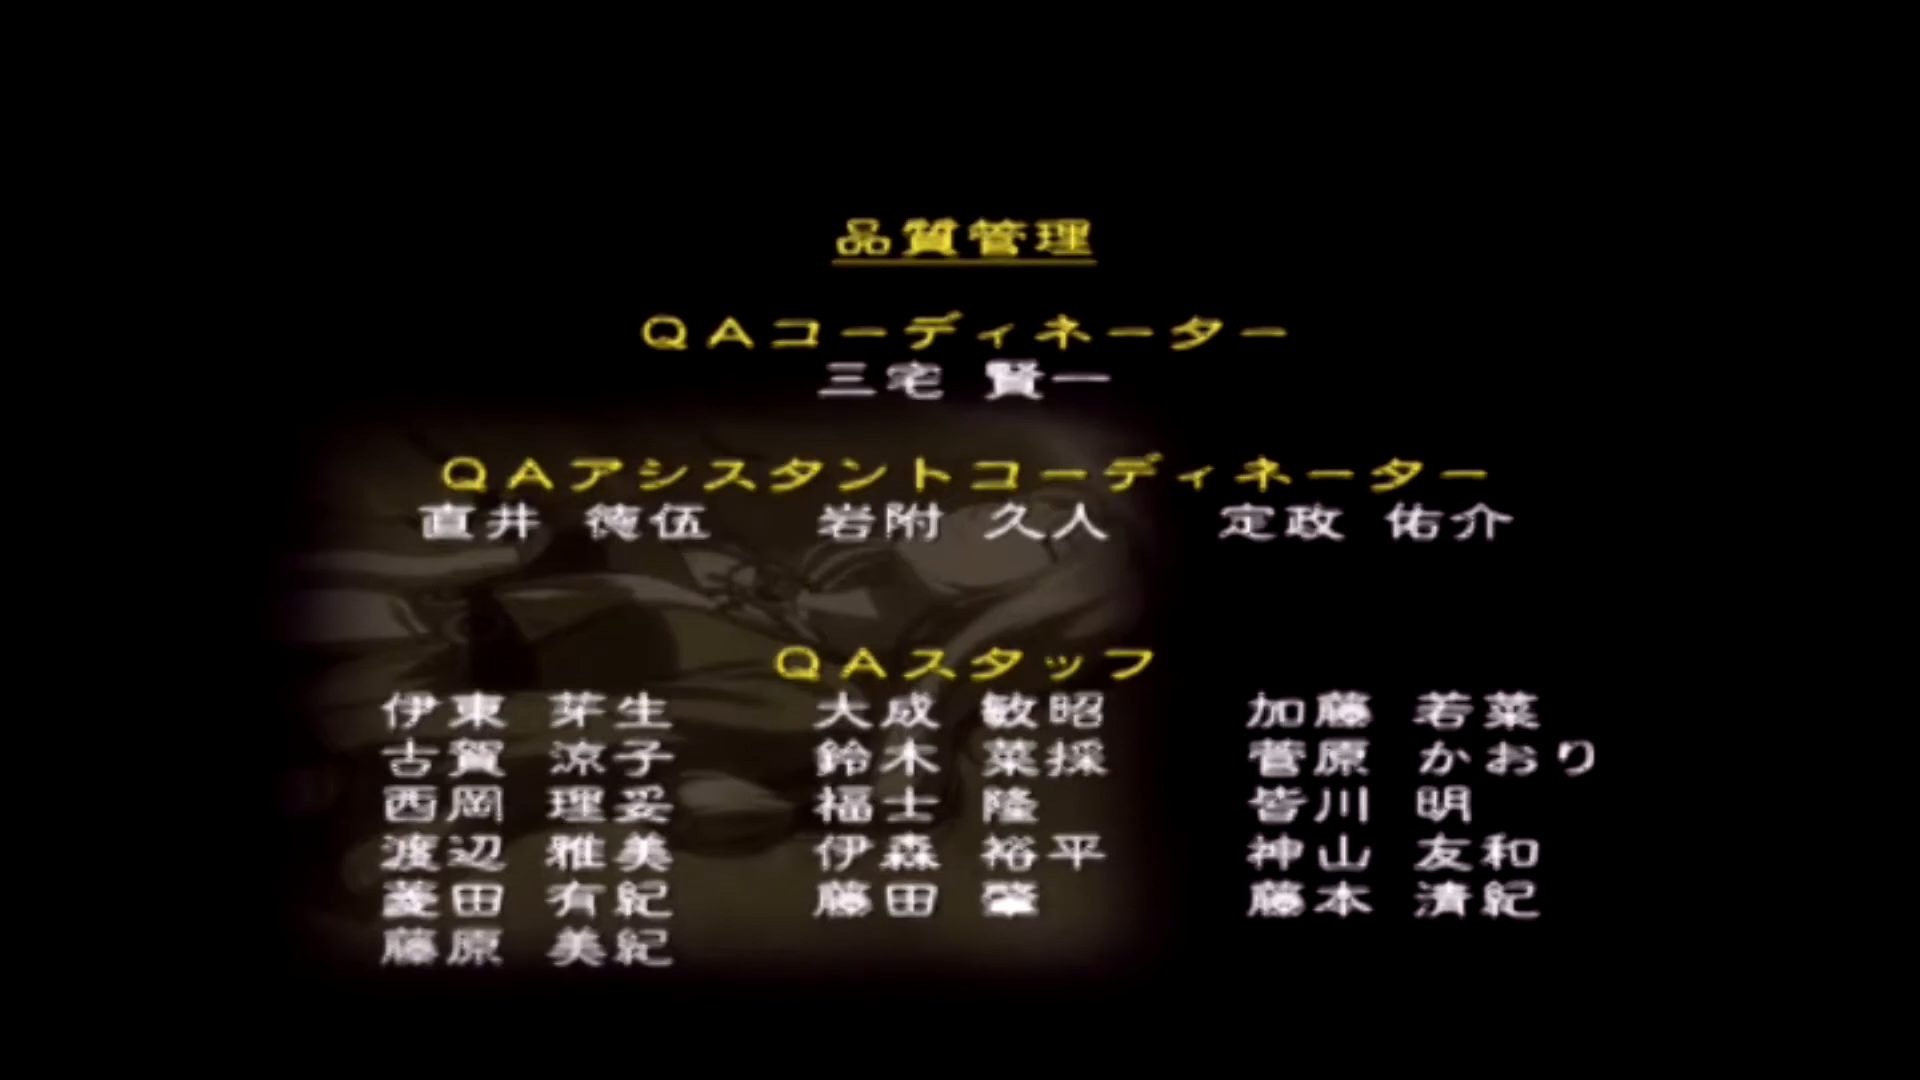 品質管理
QAコーディネーター
三宅 賢一
QAアシスタントコーディネーター
直井 徳伍 岩附 久人 定政 佑介
QAスタッフ
伊東 芽生 大成 敏昭 加藤 若菜
古賀 涼子 鈴木 菜採 菅原 かおり
西岡 理妥 福士 隆 皆川 明
渡辺 雅美 伊森 裕平 神山 友和
菱田 有紀 藤田 肇 藤本 清紀
藤原 美紀